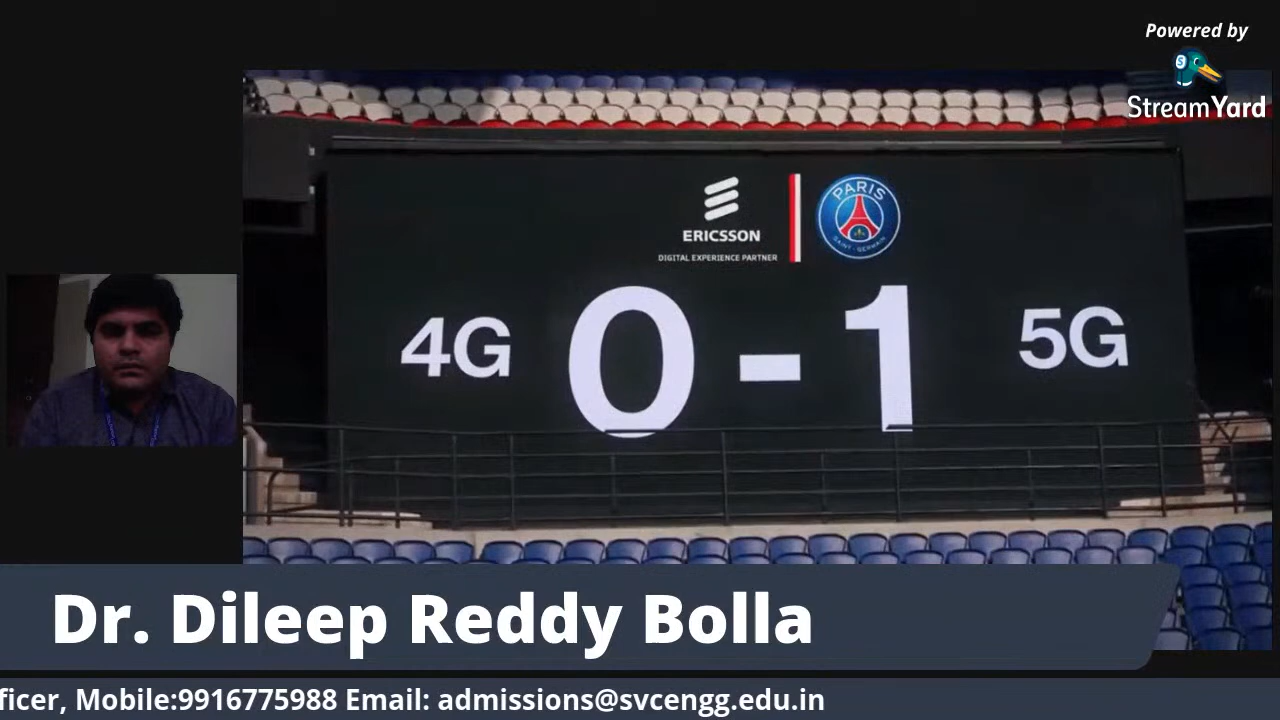 Powered by
StreamYard
ERICSSON
DIGITAL EXPERIENCE PARTNER
PARIS
SAINT-GERMAIN
4G 0 - 1 5G
Dr. Dileep Reddy Bolla
ficer, Mobile:9916775988 Email: admissions@svcengg.edu.in